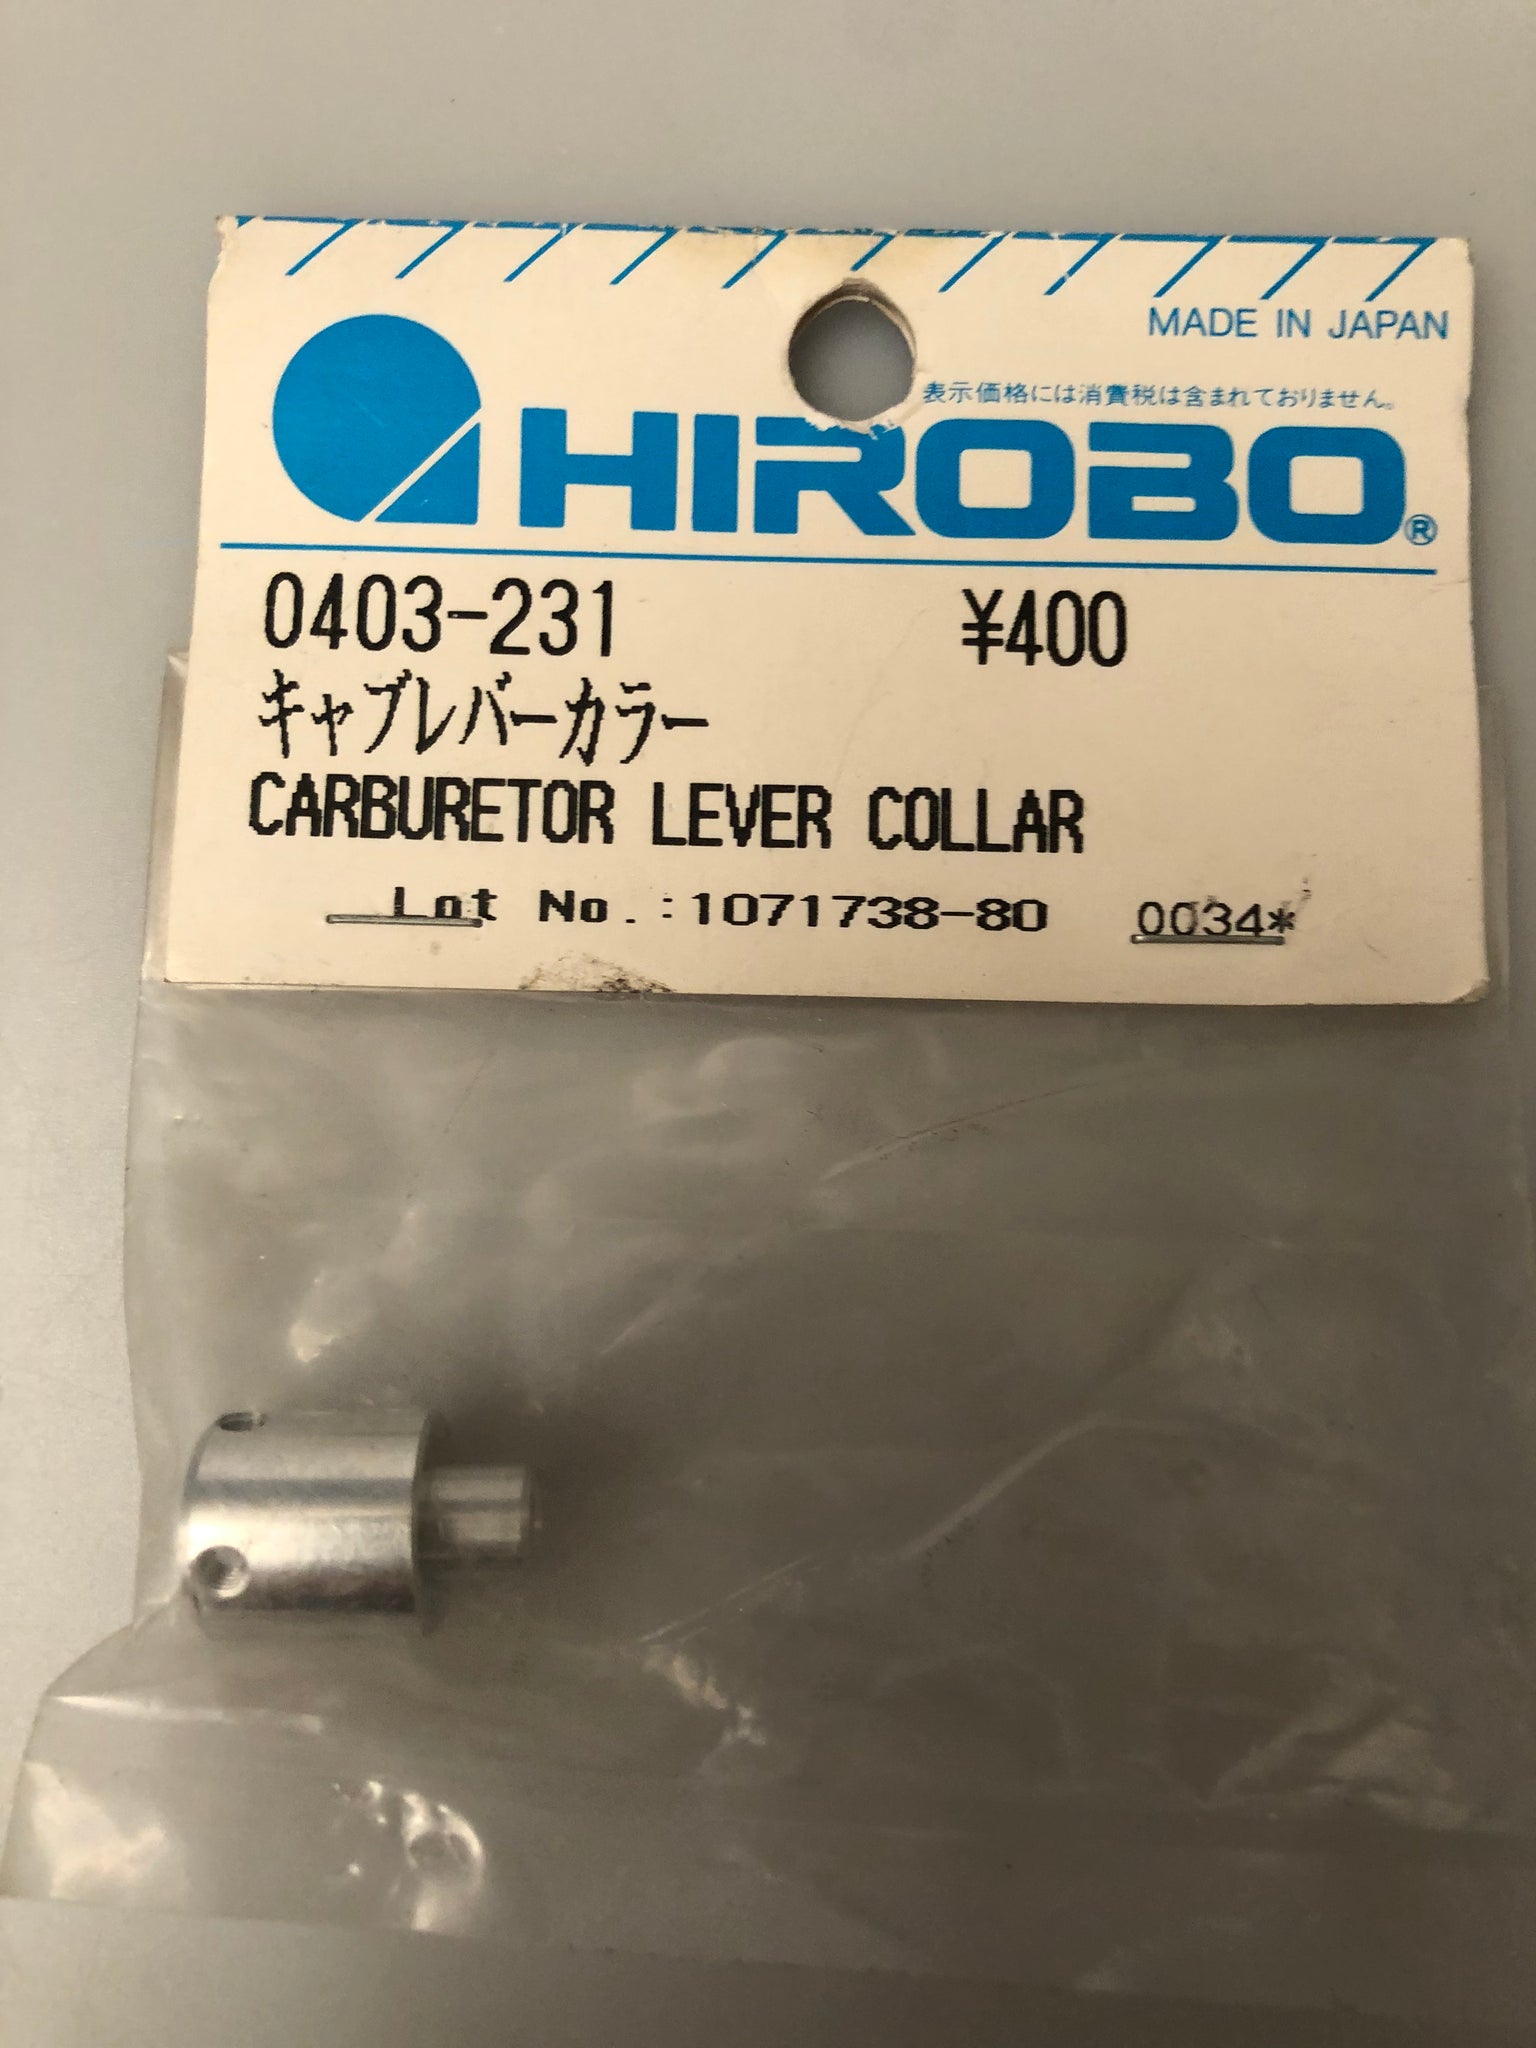 MADE IN JAPAN
表示価格には消費税は含まれておりません。
HIROBO®
0403-231 ¥400
キャブレバーカラー
CARBURETOR LEVER COLLAR
Lot No.:1071738-80 0034*